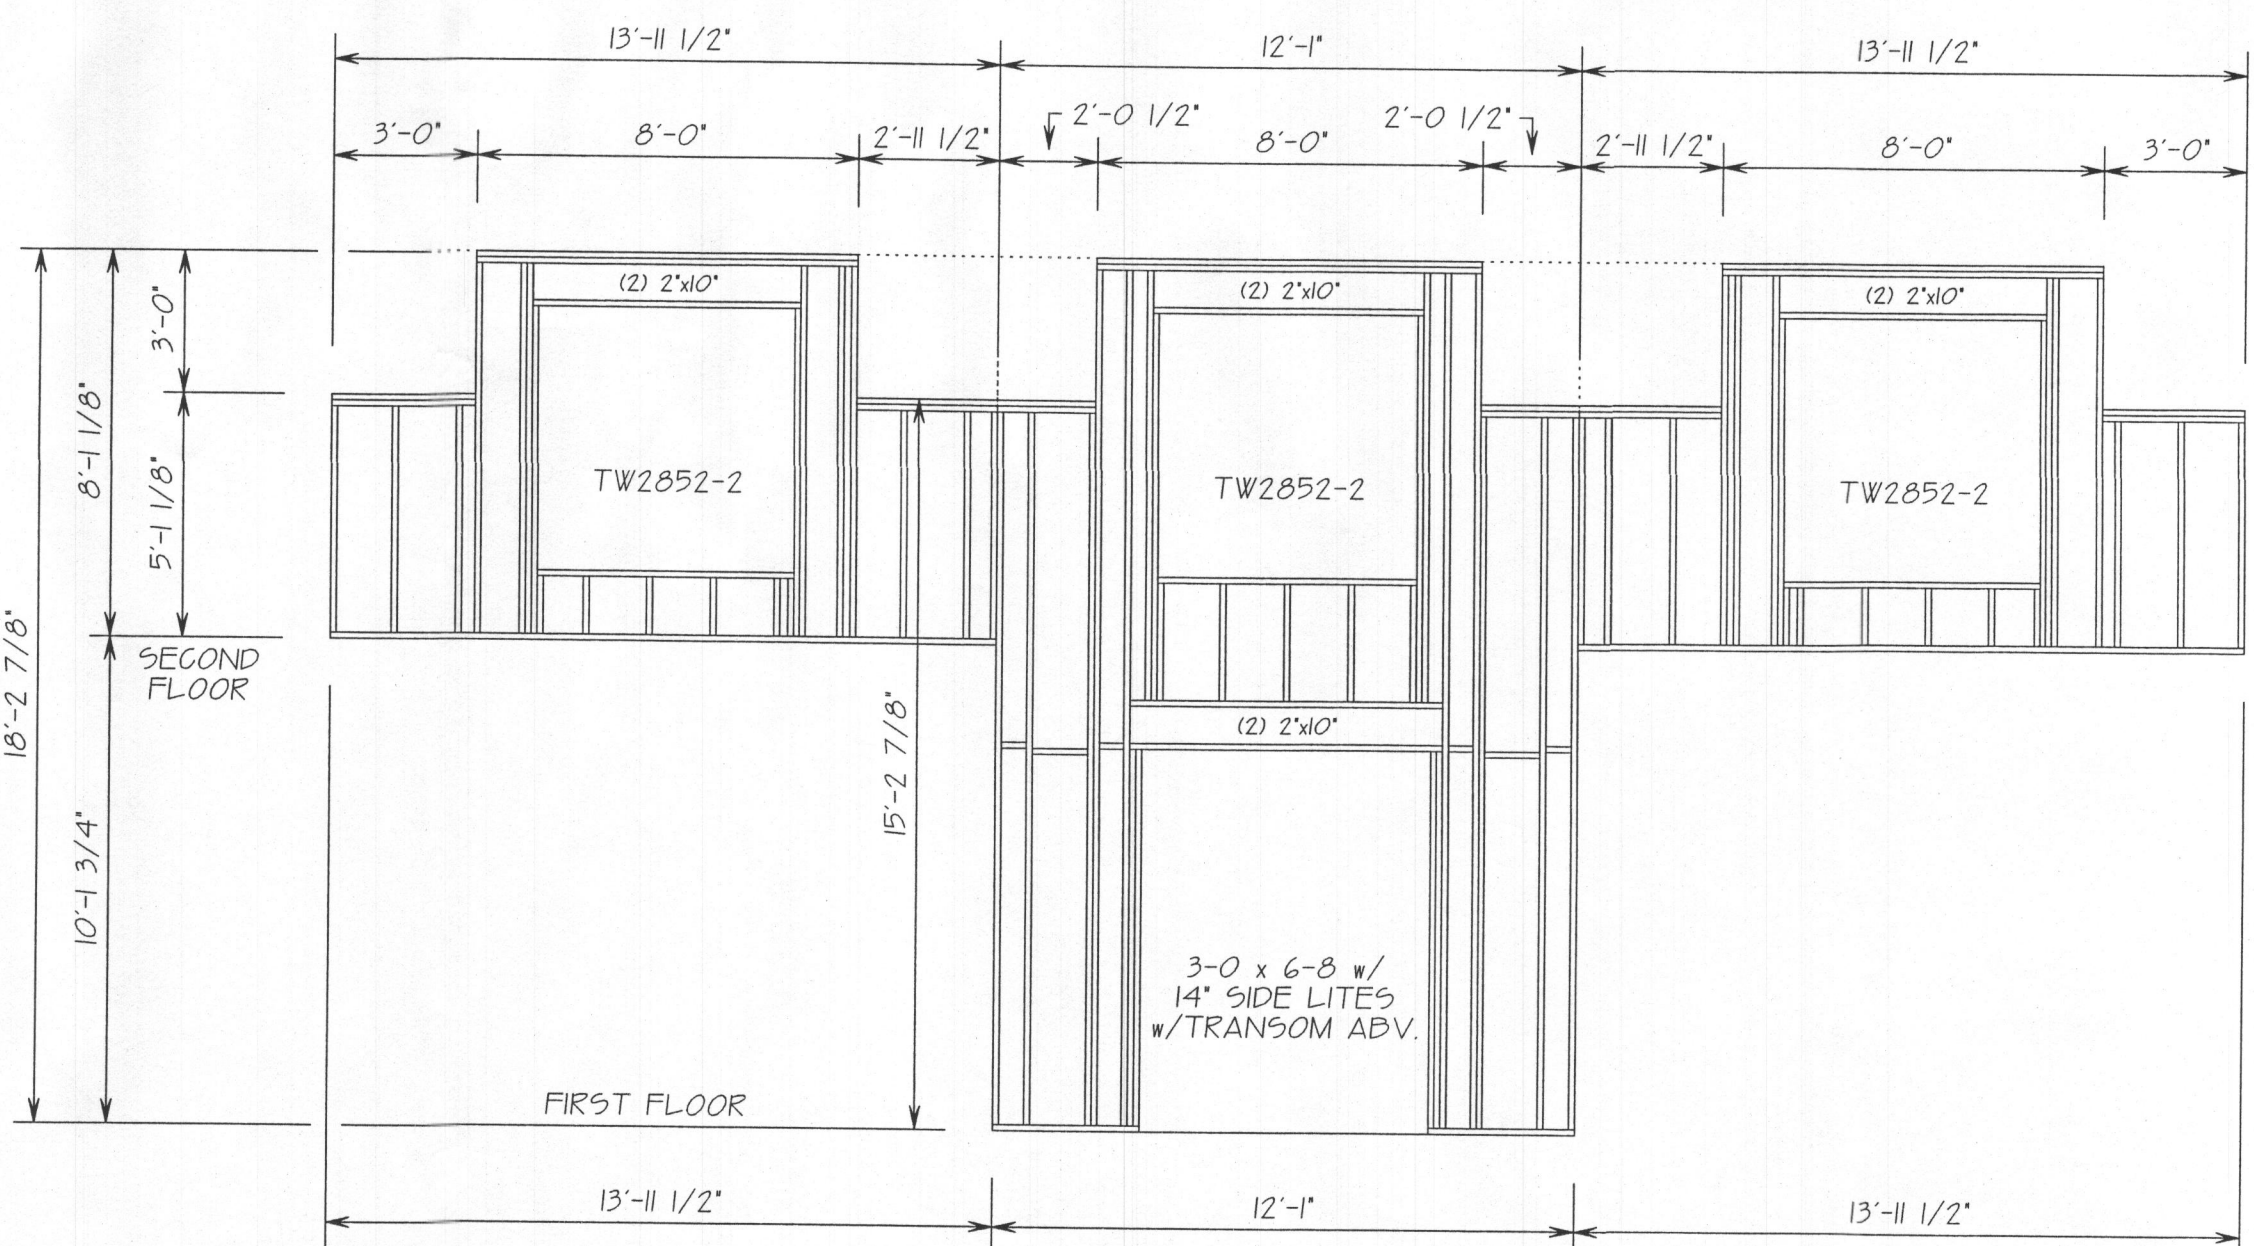 13'-11 1/2"
12'-1"
13'-11 1/2"
3'-0"
8'-0"
2'-11 1/2"
2'-0 1/2"
8'-0"
2'-0 1/2"
2'-11 1/2"
8'-0"
3'-0"
(2) 2"x10"
(2) 2"x10"
(2) 2"x10"
3'-0"
8'-1 1/8"
5'-1 1/8"
18'-2 7/8"
10'-1 3/4"
TW2852-2
TW2852-2
TW2852-2
SECOND
FLOOR
15'-2 7/8"
(2) 2"x10"
3-0 x 6-8 w/
14" SIDE LITES
w/TRANSOM ABV.
FIRST FLOOR
13'-11 1/2"
12'-1"
13'-11 1/2"